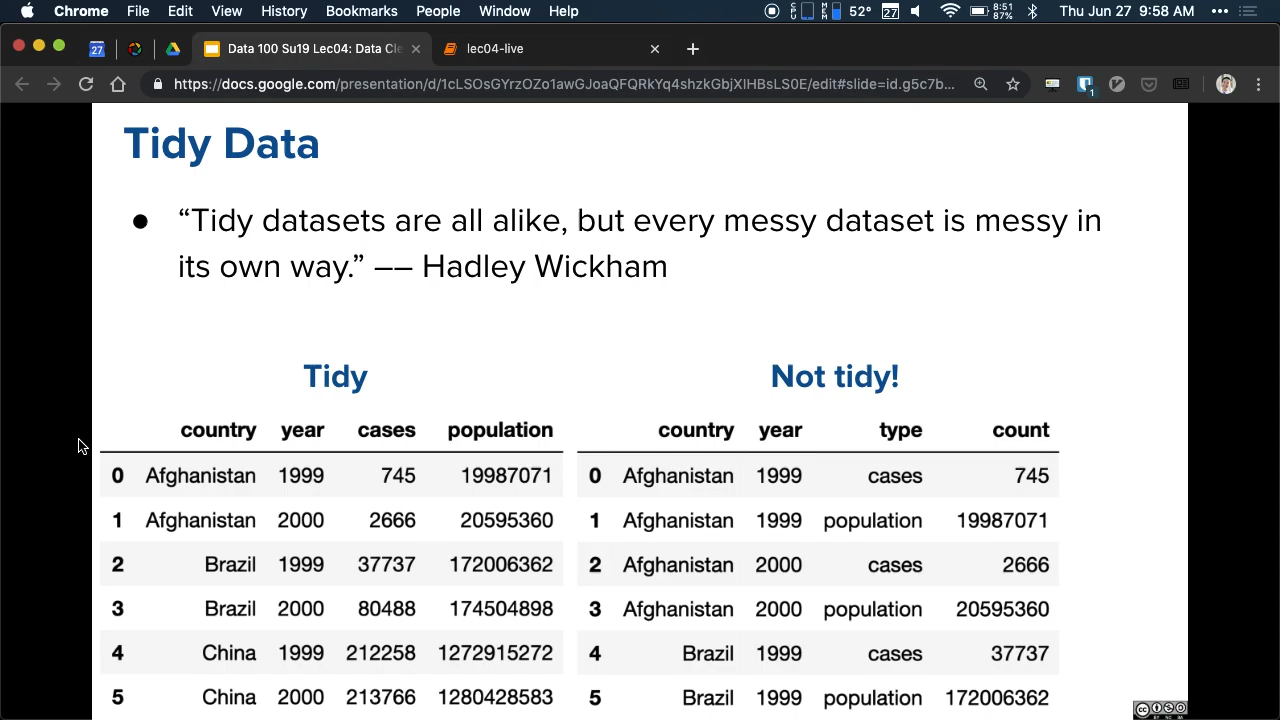 Chrome File Edit View History Bookmarks People Window Help 52° 27 8:51 87% Thu Jun 27 9:58 AM
27 Data 100 Su19 Lec04: Data Cle lec04-live
https://docs.google.com/presentation/d/1cLSOsGYrzOZo1awGJoaQFQRkYq4shzkGbjXIHBsLS0E/edit#slide=id.g5c7b... 1
Tidy Data
● “Tidy datasets are all alike, but every messy dataset is messy in
its own way.” –– Hadley Wickham
Tidy
country year cases population
0 Afghanistan 1999 745 19987071
1 Afghanistan 2000 2666 20595360
2 Brazil 1999 37737 172006362
3 Brazil 2000 80488 174504898
4 China 1999 212258 1272915272
5 China 2000 213766 1280428583
Not tidy!
country year type count
0 Afghanistan 1999 cases 745
1 Afghanistan 1999 population 19987071
2 Afghanistan 2000 cases 2666
3 Afghanistan 2000 population 20595360
4 Brazil 1999 cases 37737
5 Brazil 1999 population 172006362